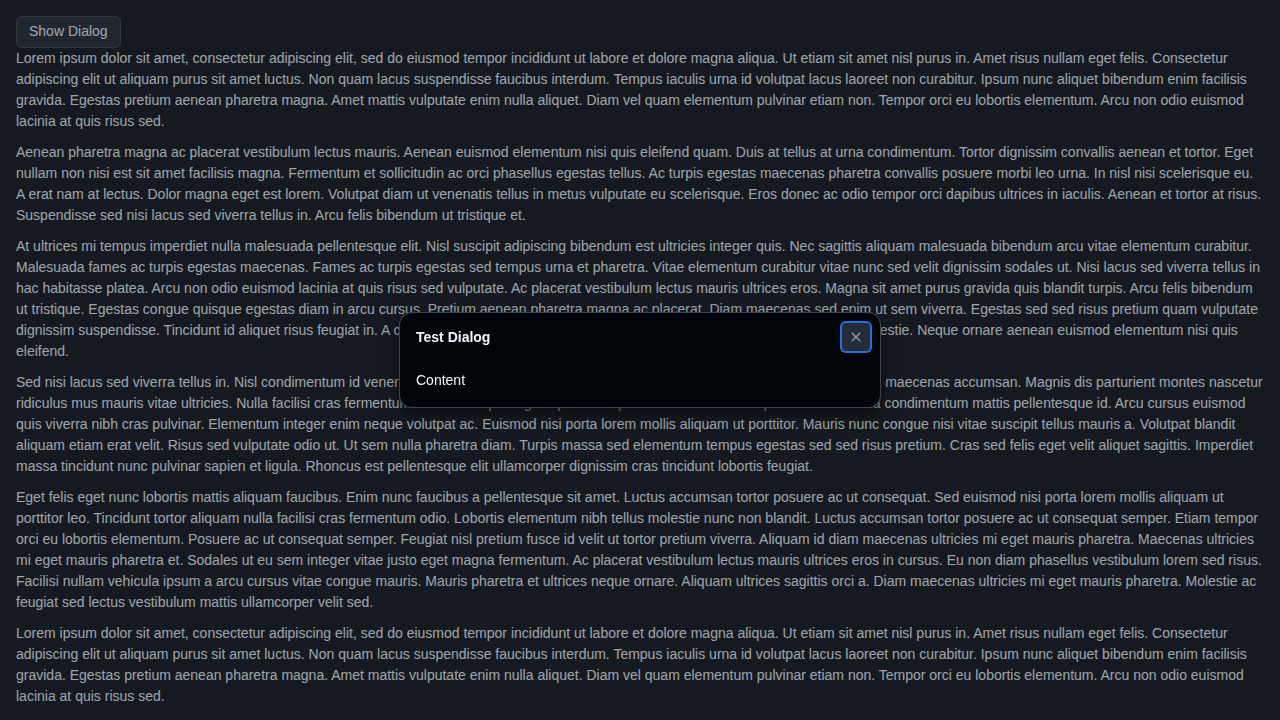 Show Dialog
Lorem ipsum dolor sit amet, consectetur adipiscing elit, sed do eiusmod tempor incididunt ut labore et dolore magna aliqua. Ut etiam sit amet nisl purus in. Amet risus nullam eget felis. Consectetur
adipiscing elit ut aliquam purus sit amet luctus. Non quam lacus suspendisse faucibus interdum. Tempus iaculis urna id volutpat lacus laoreet non curabitur. Ipsum nunc aliquet bibendum enim facilisis
gravida. Egestas pretium aenean pharetra magna. Amet mattis vulputate enim nulla aliquet. Diam vel quam elementum pulvinar etiam non. Tempor orci eu lobortis elementum. Arcu non odio euismod
lacinia at quis risus sed.
Aenean pharetra magna ac placerat vestibulum lectus mauris. Aenean euismod elementum nisi quis eleifend quam. Duis at tellus at urna condimentum. Tortor dignissim convallis aenean et tortor. Eget
nullam non nisi est sit amet facilisis magna. Fermentum et sollicitudin ac orci phasellus egestas tellus. Ac turpis egestas maecenas pharetra convallis posuere morbi leo urna. In nisl nisi scelerisque eu.
A erat nam at lectus. Dolor magna eget est lorem. Volutpat diam ut venenatis tellus in metus vulputate eu scelerisque. Eros donec ac odio tempor orci dapibus ultrices in iaculis. Aenean et tortor at risus.
Suspendisse sed nisi lacus sed viverra tellus in. Arcu felis bibendum ut tristique et.
At ultrices mi tempus imperdiet nulla malesuada pellentesque elit. Nisl suscipit adipiscing bibendum est ultricies integer quis. Nec sagittis aliquam malesuada bibendum arcu vitae elementum curabitur.
Malesuada fames ac turpis egestas maecenas. Fames ac turpis egestas sed tempus urna et pharetra. Vitae elementum curabitur vitae nunc sed velit dignissim sodales ut. Nisi lacus sed viverra tellus in
hac habitasse platea. Arcu non odio euismod lacinia at quis risus sed vulputate. Ac placerat vestibulum lectus mauris ultrices eros. Magna sit amet purus gravida quis blandit turpis. Arcu felis bibendum
ut tristique. Egestas congue quisque egestas diam in arcu cursus. Pretium aenean pharetra magna ac placerat. Diam maecenas sed enim ut sem viverra. Egestas sed sed risus pretium quam vulputate
dignissim suspendisse. Tincidunt id aliquet risus feugiat in. A Neque ornare aenean euismod elementum nisi quis
eleifend.
Test Dialog
Content
Sed nisi lacus sed viverra tellus in. Nisl condimentum id maecenas accumsan. Magnis dis parturient montes nascetur
ridiculus mus mauris vitae ultricies. Nulla facilisi cras condimentum mattis pellentesque id. Arcu cursus euismod
quis viverra nibh cras pulvinar. Elementum integer enim neque volutpat ac. Euismod nisi porta lorem mollis aliquam ut porttitor. Mauris nunc congue nisi vitae suscipit tellus mauris a. Volutpat blandit
aliquam etiam erat velit. Risus sed vulputate odio ut. Ut sem nulla pharetra diam. Turpis massa sed elementum tempus egestas sed sed risus pretium. Cras sed felis eget velit aliquet sagittis. Imperdiet
massa tincidunt nunc pulvinar sapien et ligula. Rhoncus est pellentesque elit ullamcorper dignissim cras tincidunt lobortis feugiat.
Eget felis eget nunc lobortis mattis aliquam faucibus. Enim nunc faucibus a pellentesque sit amet. Luctus accumsan tortor posuere ac ut consequat. Sed euismod nisi porta lorem mollis aliquam ut
porttitor leo. Tincidunt tortor aliquam nulla facilisi cras fermentum odio. Lobortis elementum nibh tellus molestie nunc non blandit. Luctus accumsan tortor posuere ac ut consequat semper. Etiam tempor
orci eu lobortis elementum. Posuere ac ut consequat semper. Feugiat nisl pretium fusce id velit ut tortor pretium viverra. Aliquam id diam maecenas ultricies mi eget mauris pharetra. Maecenas ultricies
mi eget mauris pharetra et. Sodales ut eu sem integer vitae justo eget magna fermentum. Ac placerat vestibulum lectus mauris ultrices eros in cursus. Eu non diam phasellus vestibulum lorem sed risus.
Facilisi nullam vehicula ipsum a arcu cursus vitae congue mauris. Mauris pharetra et ultrices neque ornare. Aliquam ultrices sagittis orci a. Diam maecenas ultricies mi eget mauris pharetra. Molestie ac
feugiat sed lectus vestibulum mattis ullamcorper velit sed.
Lorem ipsum dolor sit amet, consectetur adipiscing elit, sed do eiusmod tempor incididunt ut labore et dolore magna aliqua. Ut etiam sit amet nisl purus in. Amet risus nullam eget felis. Consectetur
adipiscing elit ut aliquam purus sit amet luctus. Non quam lacus suspendisse faucibus interdum. Tempus iaculis urna id volutpat lacus laoreet non curabitur. Ipsum nunc aliquet bibendum enim facilisis
gravida. Egestas pretium aenean pharetra magna. Amet mattis vulputate enim nulla aliquet. Diam vel quam elementum pulvinar etiam non. Tempor orci eu lobortis elementum. Arcu non odio euismod
lacinia at quis risus sed.